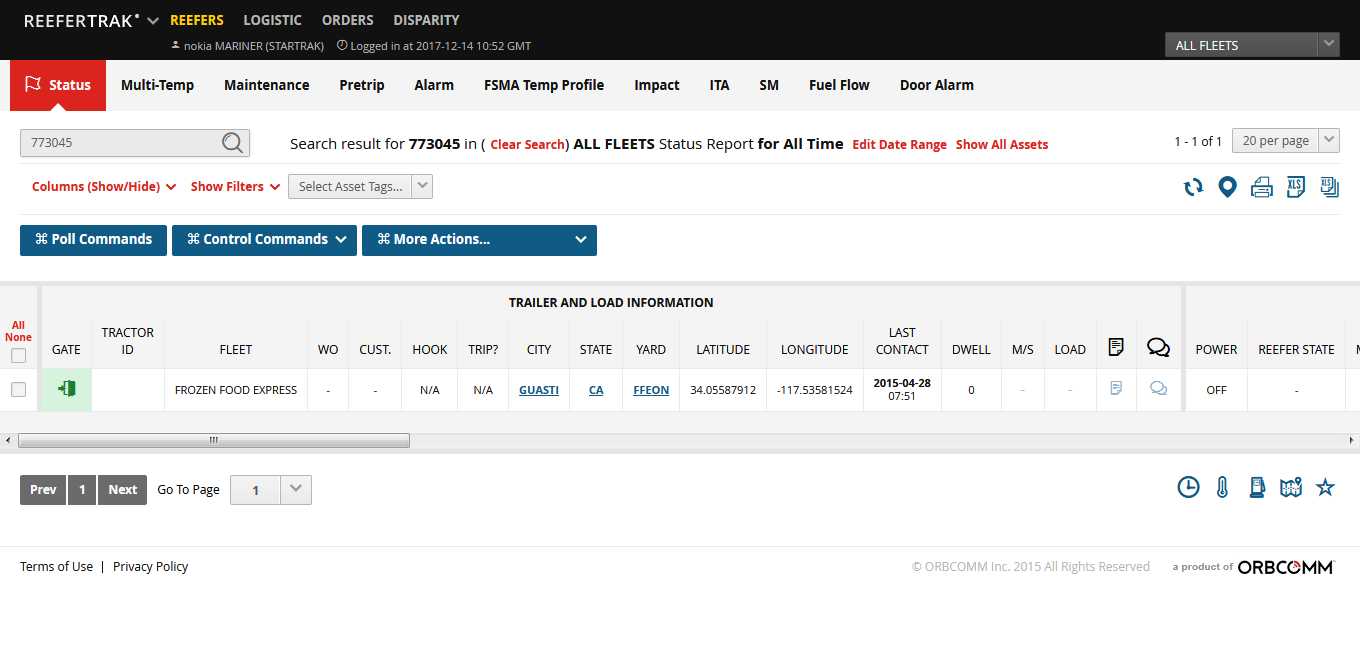 REEFERTRAK REEFERS LOGISTIC ORDERS DISPARITY
nokia MARINER (STARTRAK) Logged in at 2017-12-14 10:52 GMT
ALL FLEETS
Status Multi-Temp Maintenance Pretrip Alarm FSMA Temp Profile Impact ITA SM Fuel Flow Door Alarm
773045 Search result for 773045 in ( Clear Search) ALL FLEETS Status Report for All Time Edit Date Range Show All Assets 1 - 1 of 1 20 per page
Columns (Show/Hide) Show Filters Select Asset Tags... XLS XLS
⌘ Poll Commands ⌘ Control Commands ⌘ More Actions...
TRAILER AND LOAD INFORMATION
All
None
GATE TRACTOR ID FLEET WO CUST. HOOK TRIP? CITY STATE YARD LATITUDE LONGITUDE LAST CONTACT DWELL M/S LOAD POWER REEFER STATE
FROZEN FOOD EXPRESS - - N/A N/A GUASTI CA FFEON 34.05587912 -117.53581524 2015-04-28 07:51 0 - - OFF -
Prev 1 Next Go To Page 1
Terms of Use | Privacy Policy © ORBCOMM Inc. 2015 All Rights Reserved a product of ORBCOMM